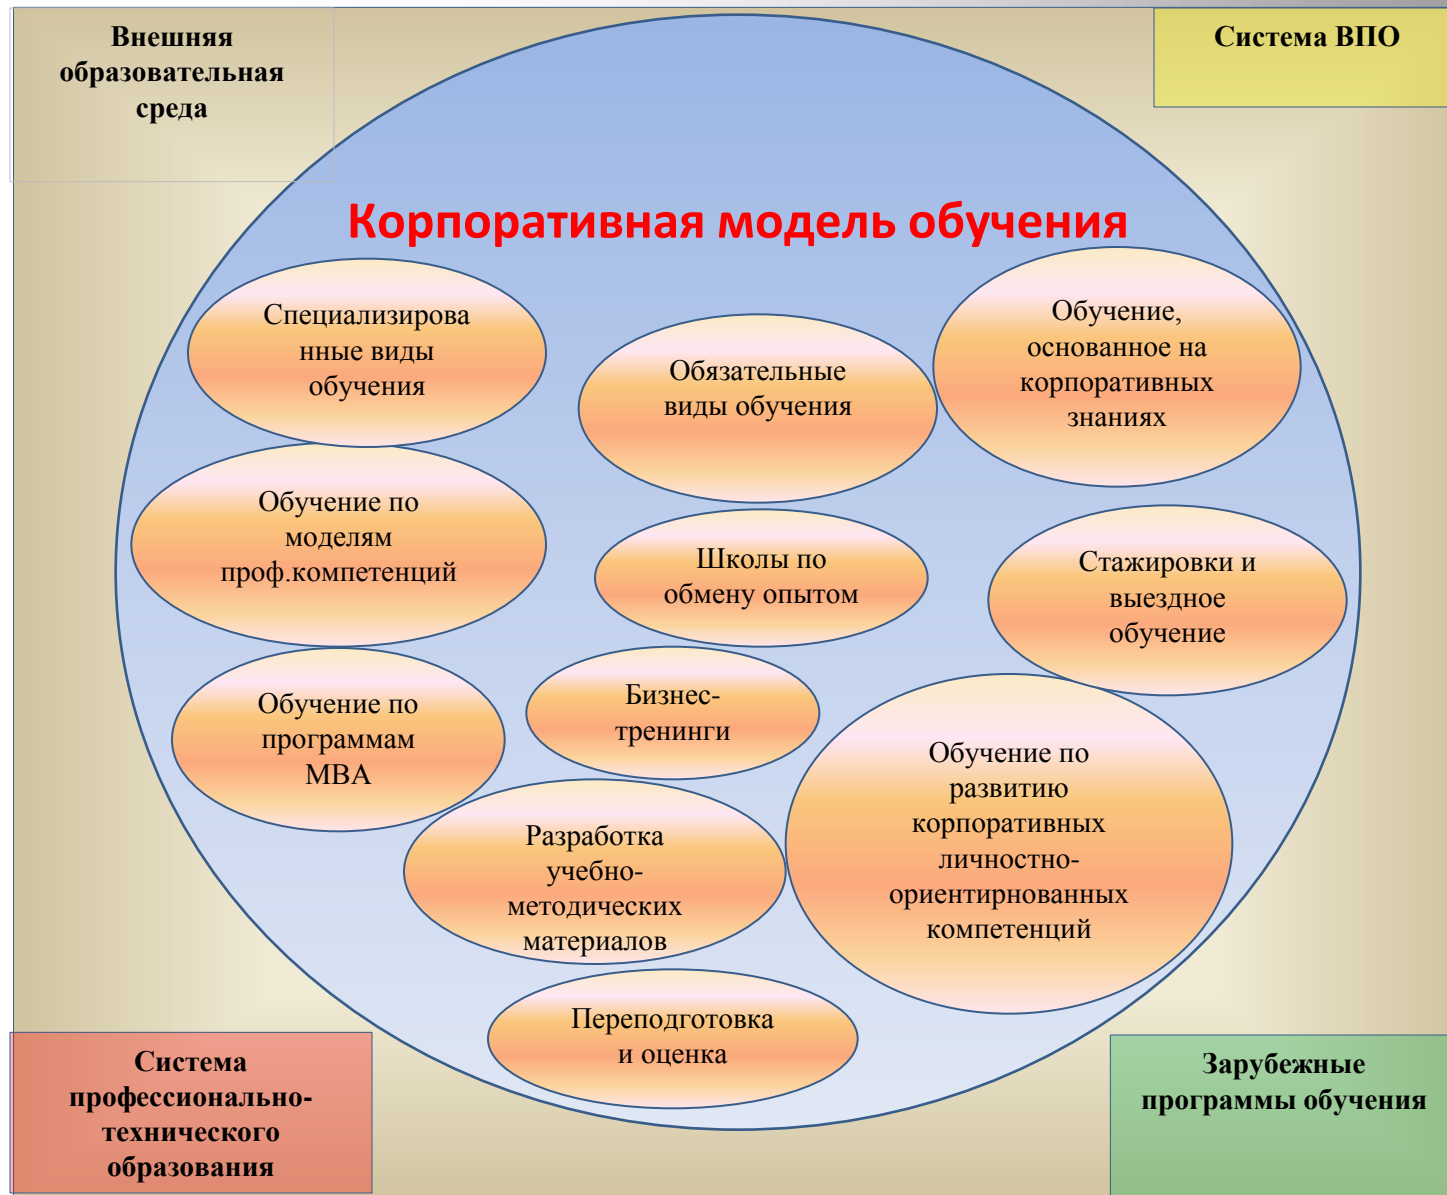 Внешняя
образовательная
среда
Система ВПО
Корпоративная модель обучения
Специализирова
нные виды
обучения
Обязательные
виды обучения
Обучение,
основанное на
корпоративных
знаниях
Обучение по
моделям
проф.компетенций
Школы по
обмену опытом
Стажировки и
выездное
обучение
Обучение по
программам
МВА
Бизнес-
тренинги
Обучение по
развитию
корпоративных
личностно-
ориентирнованных
компетенций
Разработка
учебно-
методических
материалов
Переподготовка
и оценка
Система
профессионально-
технического
образования
Зарубежные
программы обучения